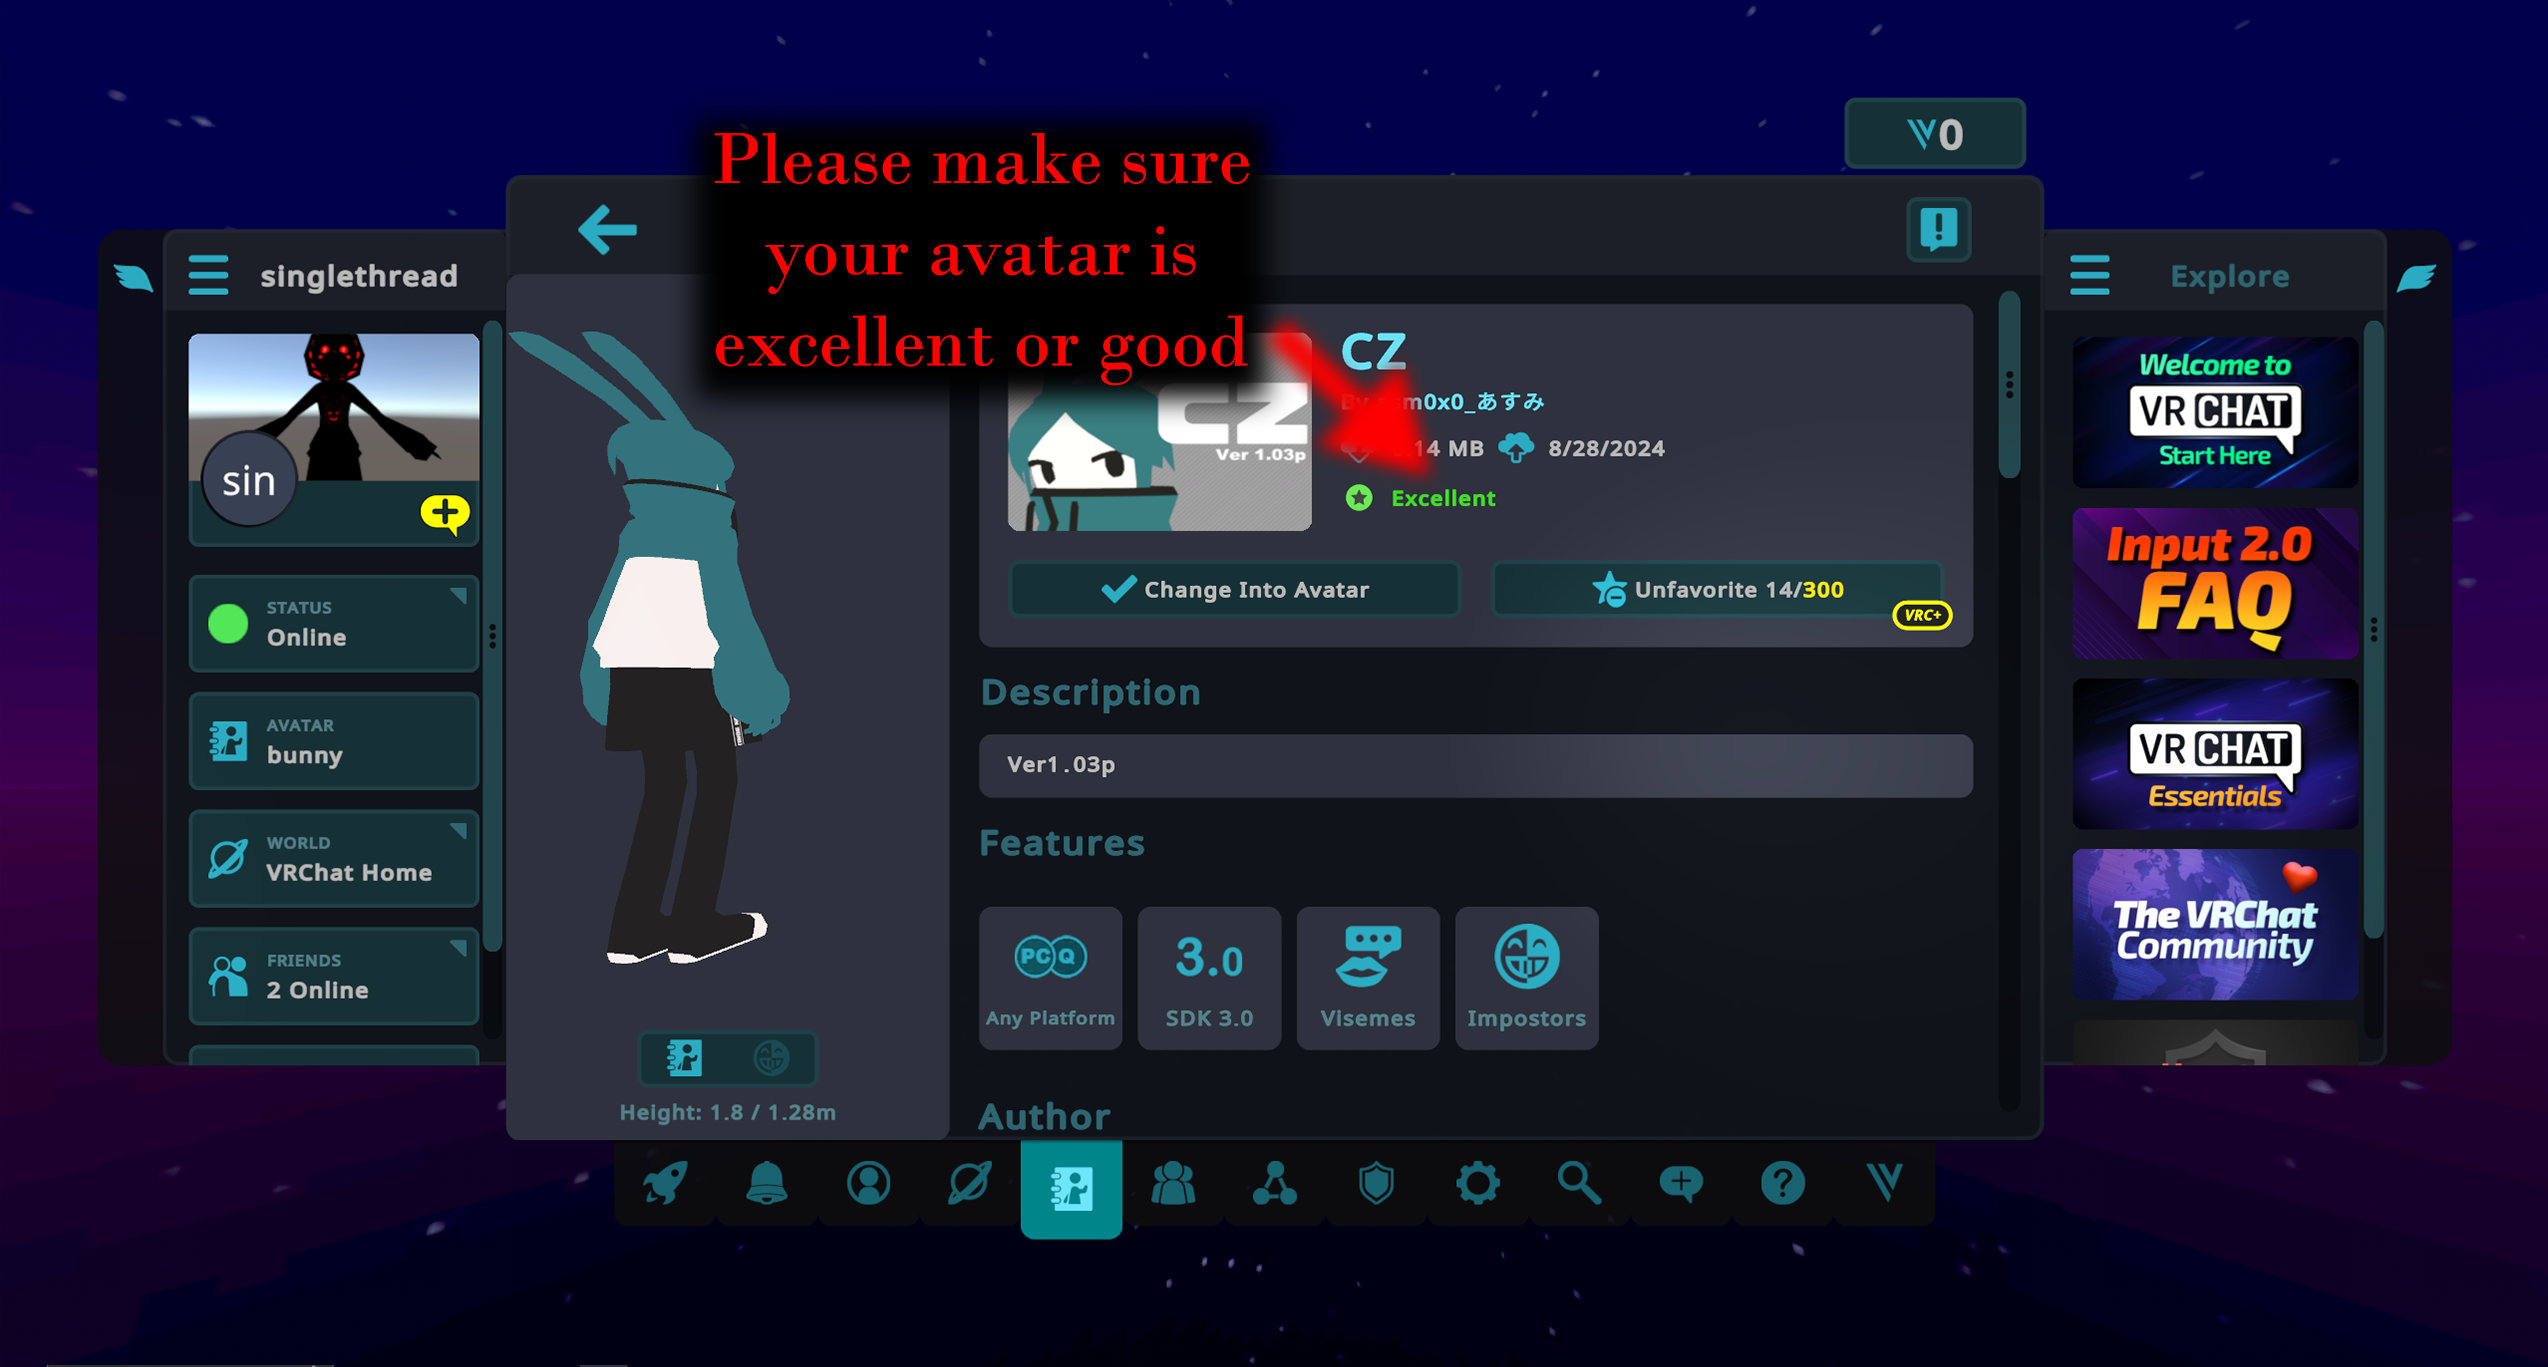 Please make sure
your avatar is
excellent or good
0
singlethread
sin
STATUS
Online
AVATAR
bunny
WORLD
VRChat Home
FRIENDS
2 Online
Height: 1.8 / 1.28m
CZ
Ver 1.03p
CZ
m0x0_あすみ
14 MB
8/28/2024
Excellent
Change Into Avatar
Unfavorite 14/300
VRC+
Description
Ver1.03p
Features
PC Q
Any Platform
3.0
SDK 3.0
Visemes
Impostors
Author
Explore
Welcome to
VR CHAT
Start Here
Input 2.0
FAQ
VR CHAT
Essentials
The VRChat
Community